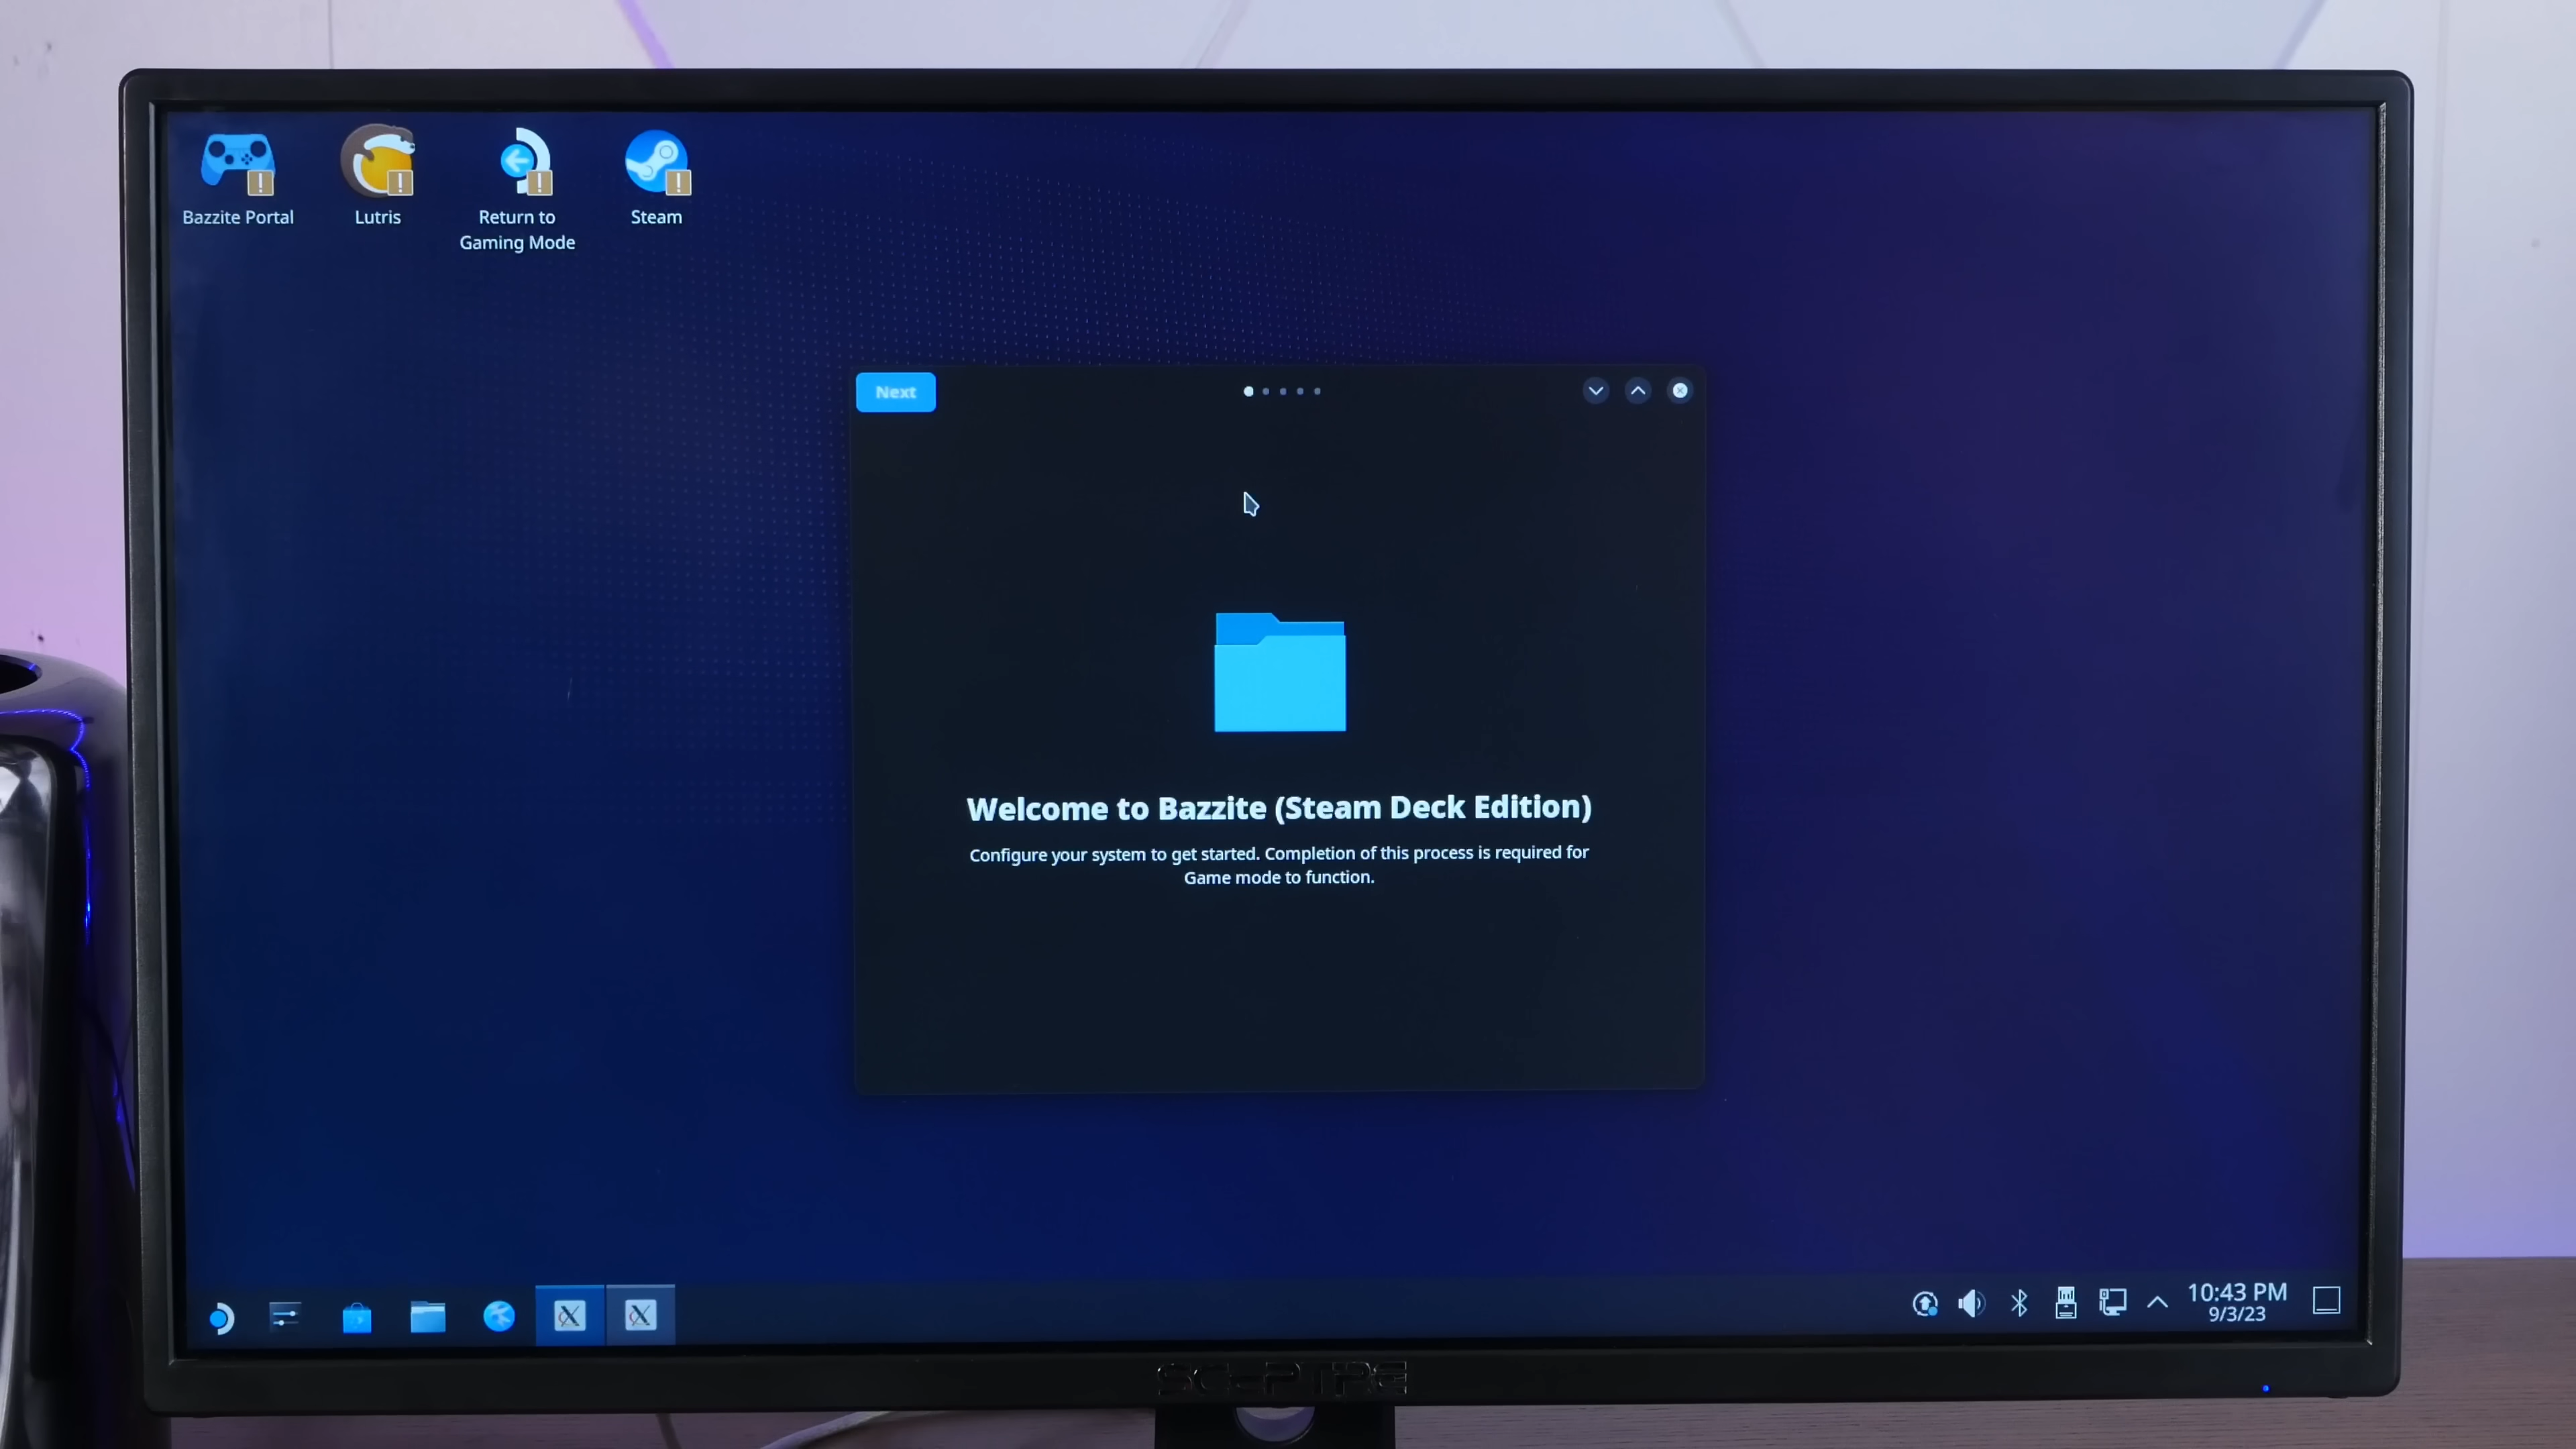 Bazzite Portal
Lutris
Return to
Gaming Mode
Steam
Next
Welcome to Bazzite (Steam Deck Edition)
Configure your system to get started. Completion of this process is required for
Game mode to function.
10:43 PM
9/3/23
SCEPTRE